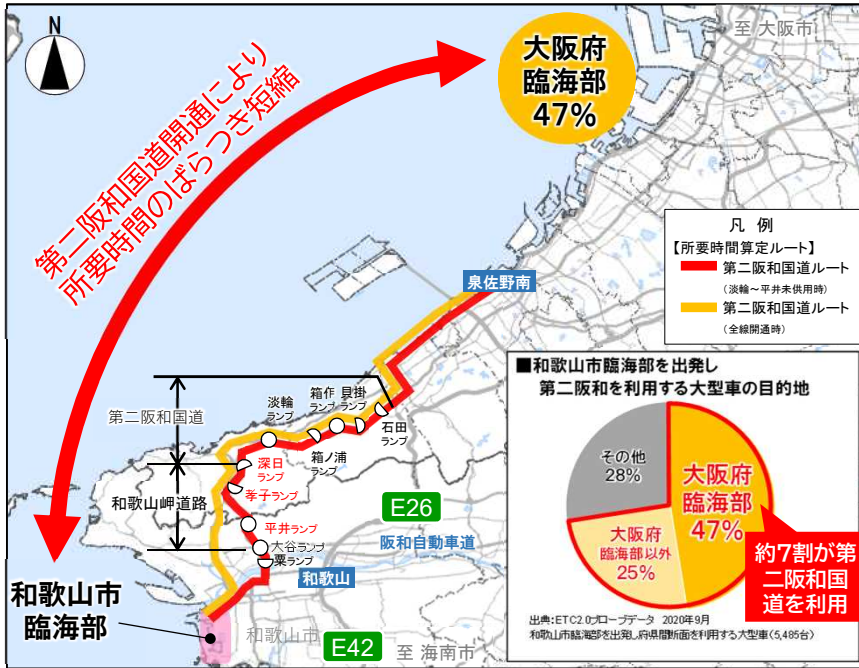 N
至 大阪市
大阪府
臨海部
47%
第二阪和国道開通により
所要時間のばらつき短縮
凡 例
【所要時間算定ルート】
第二阪和国道ルート
(淡輪～平井未供用時)
第二阪和国道ルート
(全線開通時)
泉佐野南
第二阪和国道
淡輪
ランプ
箱作
ランプ
貝掛
ランプ
石田
ランプ
箱ノ浦
ランプ
深日
ランプ
和歌山岬道路
孝子ランプ
平井ランプ
大谷ランプ
粟ランプ
E26
阪和自動車道
和歌山
和歌山市
臨海部
和歌山市
E42
至 海南市
■和歌山市臨海部を出発し
第二阪和を利用する大型車の目的地
その他
28%
大阪府
臨海部
47%
大阪府
臨海部以外
25%
約7割が第
二阪和国
道を利用
出典:ETC2.0プローブデータ 2020年9月
和歌山市臨海部を出発し府県間断面を利用する大型車(5,485台)